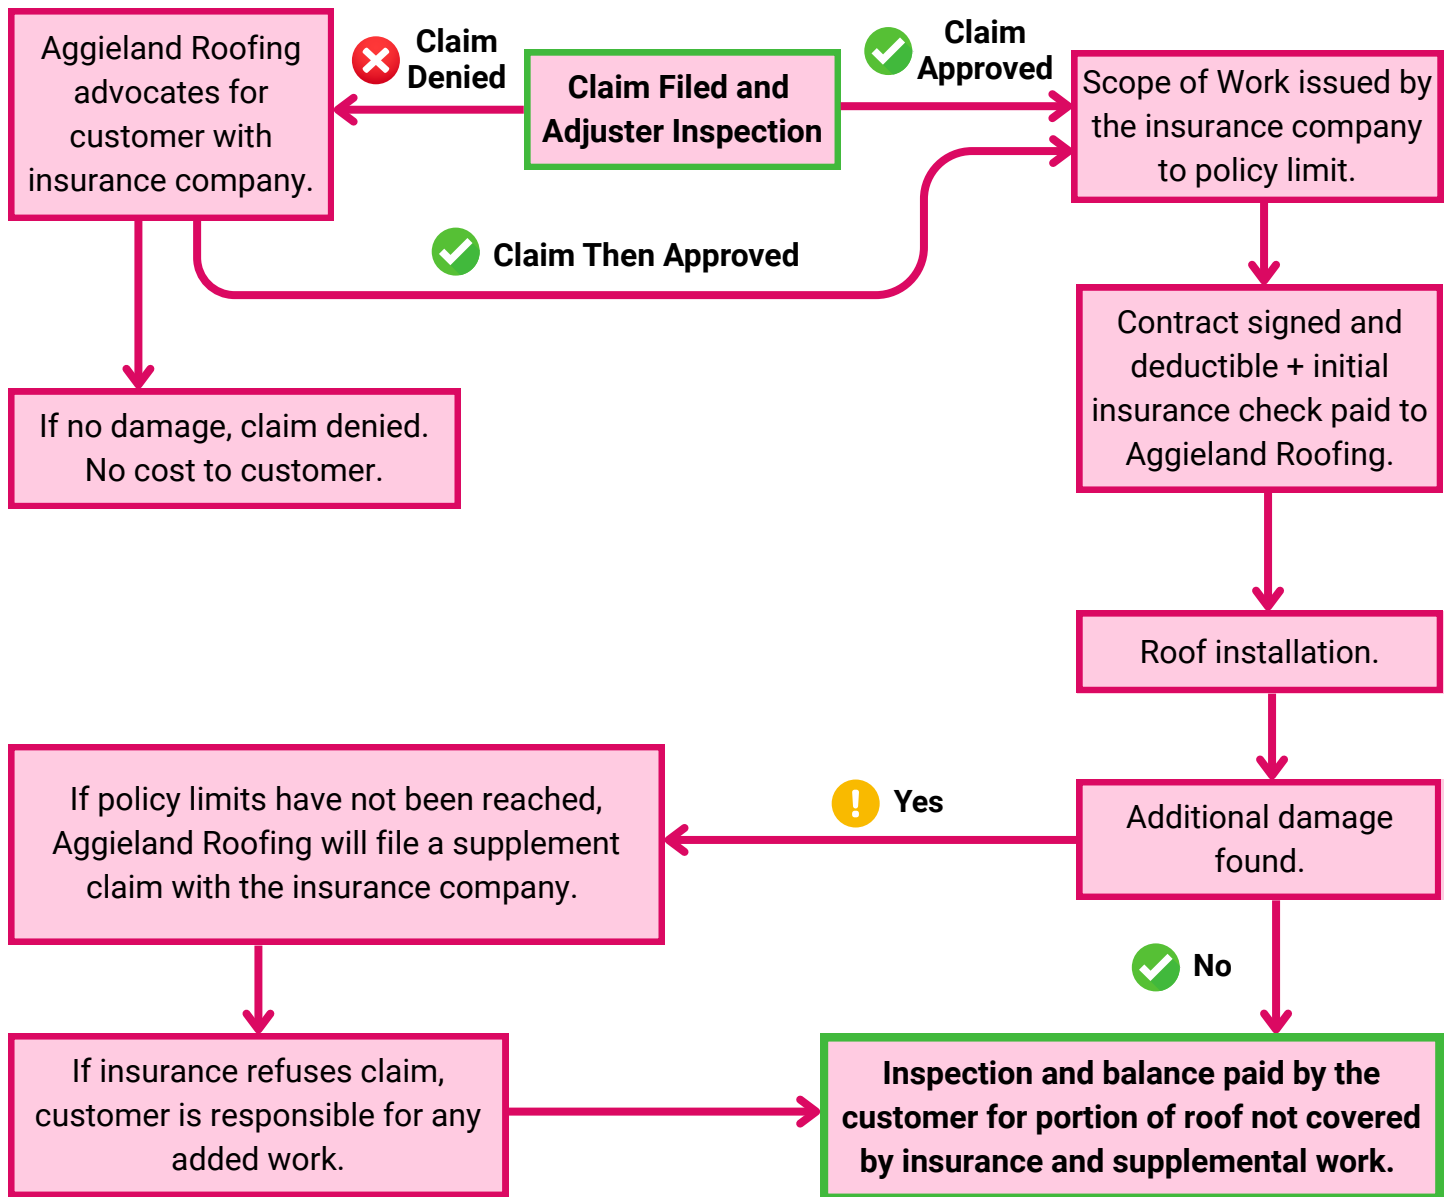 Aggieland Roofing
advocates for
customer with
insurance company.
Claim
Denied
Claim Filed and
Adjuster Inspection
Claim
Approved
Scope of Work issued by
the insurance company
to policy limit.
Claim Then Approved
Contract signed and
deductible + initial
insurance check paid to
Aggieland Roofing.
If no damage, claim denied.
No cost to customer.
Roof installation.
Additional damage
found.
Yes
If policy limits have not been reached,
Aggieland Roofing will file a supplement
claim with the insurance company.
No
If insurance refuses claim,
customer is responsible for any
added work.
Inspection and balance paid by the
customer for portion of roof not covered
by insurance and supplemental work.